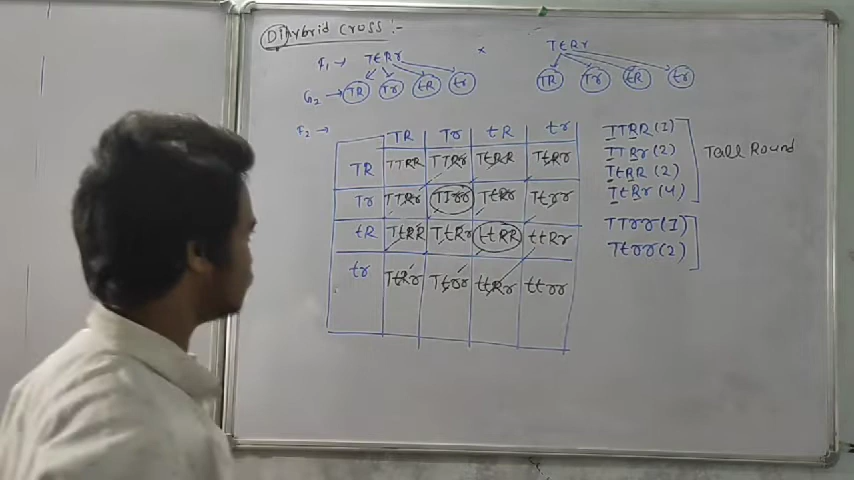 Dihybrid cross :-
F₁ → TtRr × TtRr
G₂ → TR Tr tR tr TR Tr tR tr
F₂ →
TR Tr tR tr
TR TTRR TTRr TtRR TtRr
Tr TTRr TTrr TtRr Ttrr
tR TtRR TtRr ttRR ttRr
tr TtRr Ttrr ttRr ttrr
TTRR (1)
TTRr (2)
TtRR (2)
TtRr (4)
Tall Round
TTrr (1)
Ttrr (2)